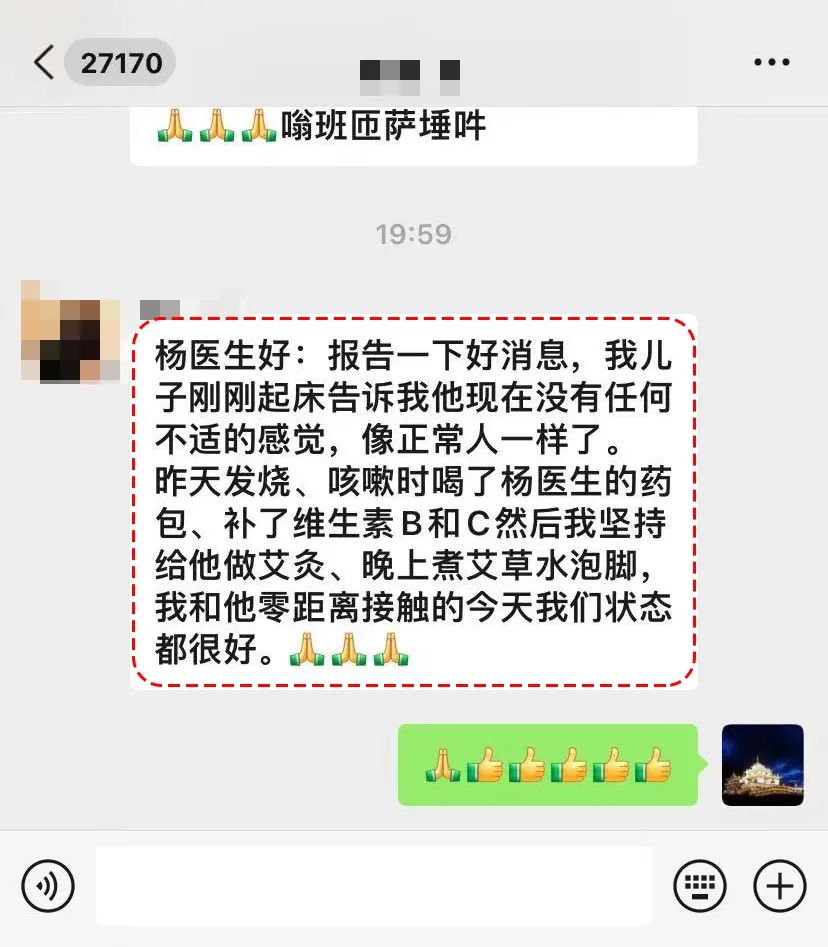 27170
🙏🙏🙏嗡班匝萨埵吽
19:59
杨医生好：报告一下好消息，我儿
子刚刚起床告诉我他现在没有任何
不适的感觉，像正常人一样了。
昨天发烧、咳嗽时喝了杨医生的药
包、补了维生素B和C然后我坚持
给他做艾灸、晚上煮艾草水泡脚，
我和他零距离接触的今天我们状态
都很好。🙏🙏🙏
🙏👍👍👍👍👍